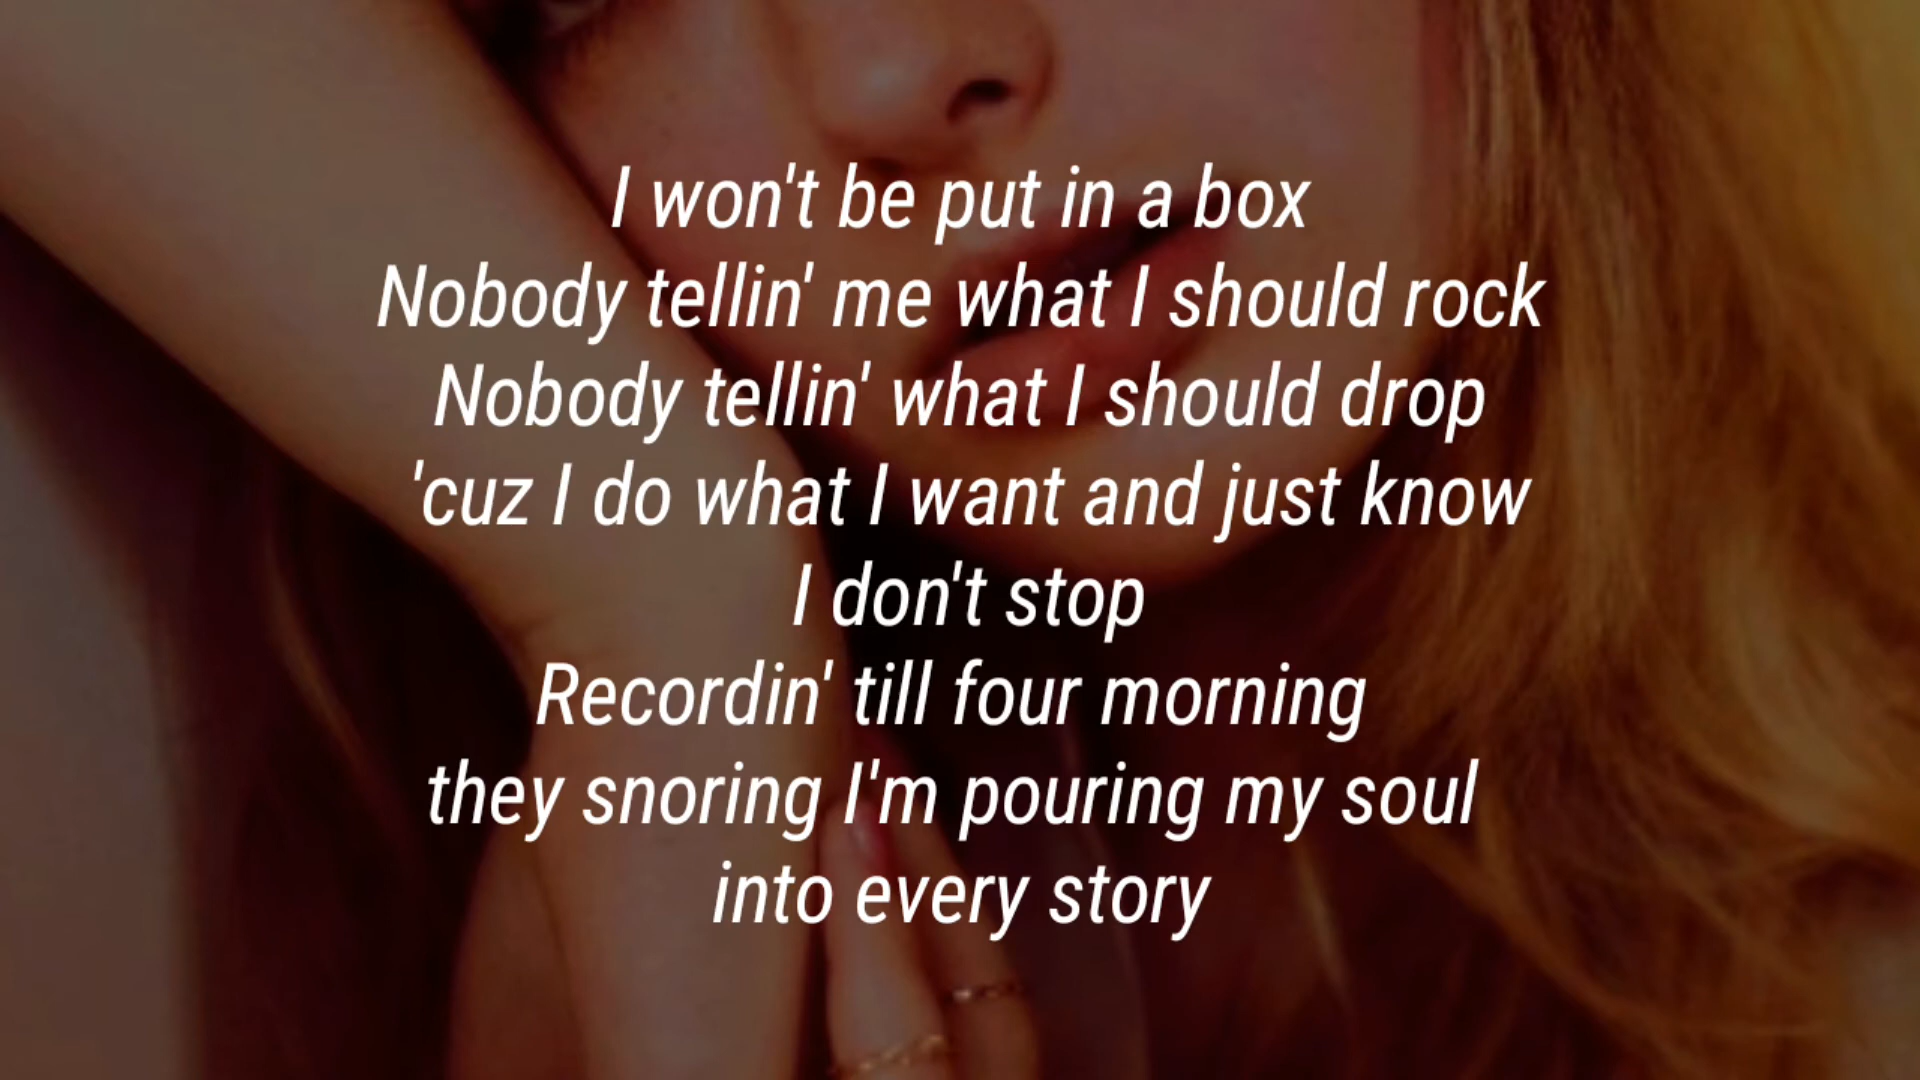 I won't be put in a box
Nobody tellin' me what I should rock
Nobody tellin' what I should drop
'cuz I do what I want and just know
I don't stop
Recordin' till four morning
they snoring I'm pouring my soul
into every story